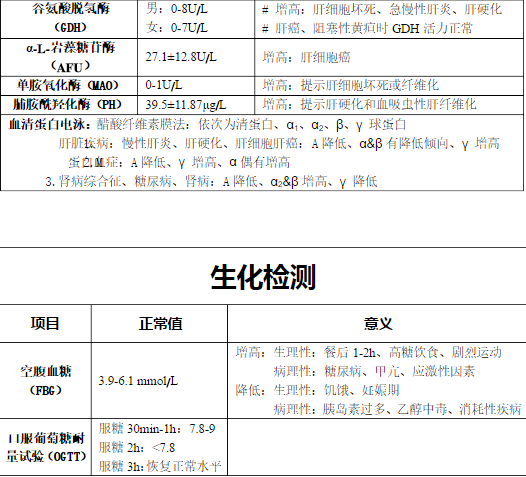 谷氨酸脱氢酶
(GDH)
男：0-8U/L
女：0-7U/L
# 增高：肝细胞坏死、急慢性肝炎、肝硬化
# 肝癌、阻塞性黄疸时 GDH 活力正常
α-L-岩藻糖苷酶
（AFU）
27.1±12.8U/L
增高：肝细胞癌
单胺氧化酶（MAO）
0-1U/L
增高：提示肝细胞坏死或纤维化
脯胺酰羟化酶（PH）
39.5±11.87μg/L
增高：提示肝硬化和血吸虫性肝纤维化
血清蛋白电泳：醋酸纤维素膜法：依次为清蛋白、α1、α2、β、γ 球蛋白
1.肝脏疾病：慢性肝炎、肝硬化、肝细胞肝癌：A 降低、α&β 有降低倾向、γ 增高
蛋白血症：A 降低、γ 增高、α 偶有增高
3.肾病综合征、糖尿病、肾病：A 降低、α2&β 增高、γ 降低
生化检测
项目
正常值
意义
空腹血糖
（FBG）
3.9-6.1 mmol/L
增高：生理性：餐后 1-2h、高糖饮食、剧烈运动
病理性：糖尿病、甲亢、应激性因素
降低：生理性：饥饿、妊娠期
病理性：胰岛素过多、乙醇中毒、消耗性疾病
口服葡萄糖耐
量试验（OGTT）
服糖 30min-1h：7.8-9
服糖 2h：<7.8
服糖 3h：恢复正常水平